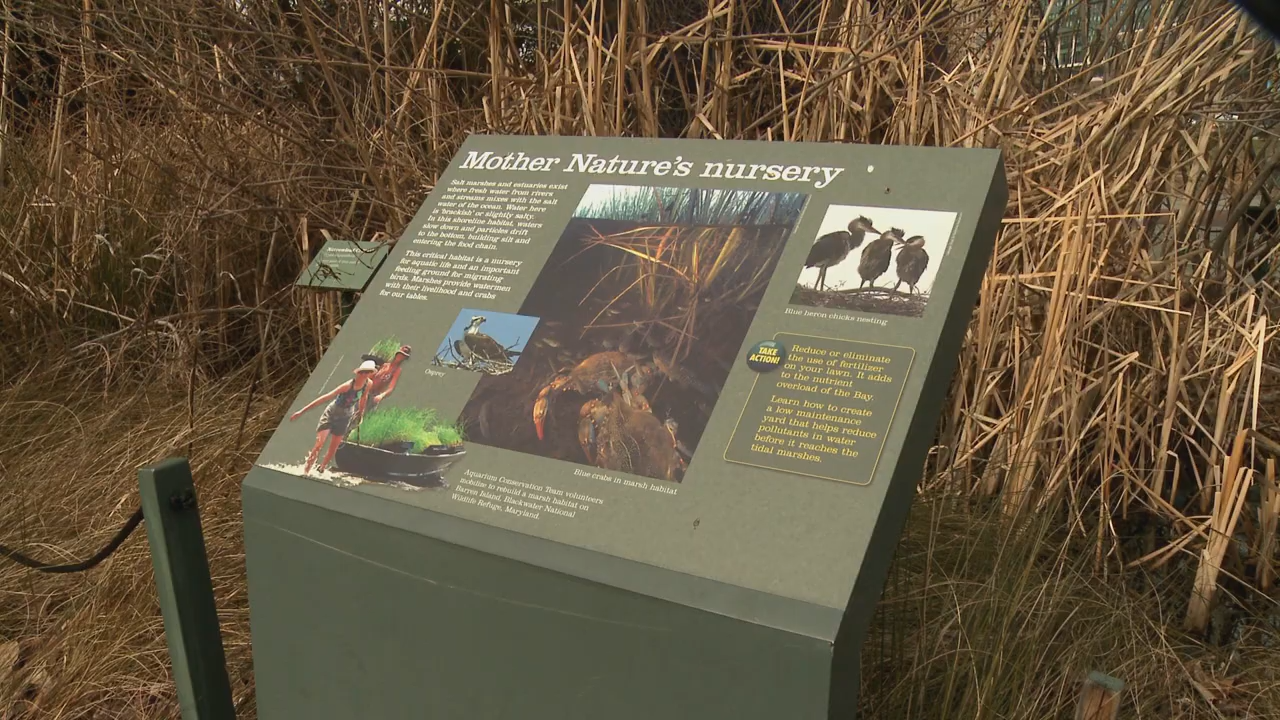 Mother Nature's nursery
Salt marshes and estuaries exist
where fresh water from rivers
and streams mixes with the salt
water of the ocean. Water here
is 'brackish' or slightly salty.
In this shoreline habitat, waters
slow down and particles drift
to the bottom, building silt and
entering the food chain.
This critical habitat is a nursery
for aquatic life and an important
feeding ground for migrating
birds. Marshes provide watermen
with their livelihood and crabs
for our tables.
Osprey
Aquarium Conservation Team volunteers
mobilize to rebuild a marsh habitat on
Barren Island, Blackwater National
Wildlife Refuge, Maryland.
Blue crabs in marsh habitat
Blue heron chicks nesting
TAKE
ACTION!
Reduce or eliminate
the use of fertilizer
on your lawn. It adds
to the nutrient
overload of the Bay.
Learn how to create
a low maintenance
yard that helps reduce
pollutants in water
before it reaches the
tidal marshes.